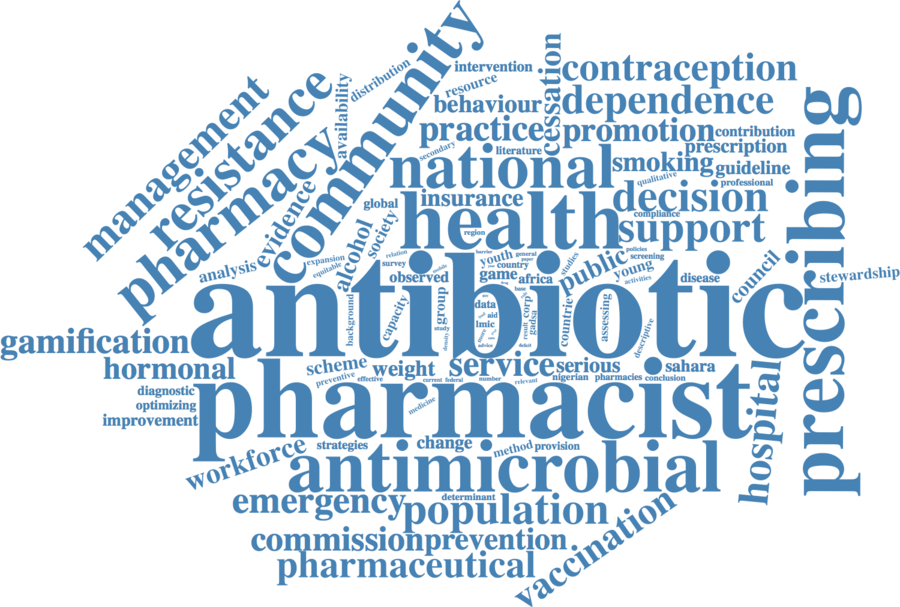 community
intervention
cessation
contraception
distribution
resource
management
resistance
availability
behaviour
dependence
prescribing
pharmacy
practice
promotion
contribution
secondary
literature
prescription
national
smoking
guideline
qualitative
professional
evidence
global
insurance
decision
society
health
compliance
support
alcohol
region
analysis
expansion
equitable
relation
survey
observed
youth
general
paper
country
studies
public
policies
screening
young
activities
game
africa
disease
council
stewardship
antibiotic
background
capacity
group
data
aid
lmic
corp
gadsa
countries
assessing
descriptive
study
gamification
hormonal
scheme
weight
service
serious
sahara
preventive
effective
current
federal
number
relevant
nigerian
pharmacies
conclusion
diagnostic
optimizing
improvement
pharmacist
medicine
hospital
workforce
strategies
change
method
provision
antimicrobial
emergency
determinant
population
commission
prevention
vaccination
pharmaceutical